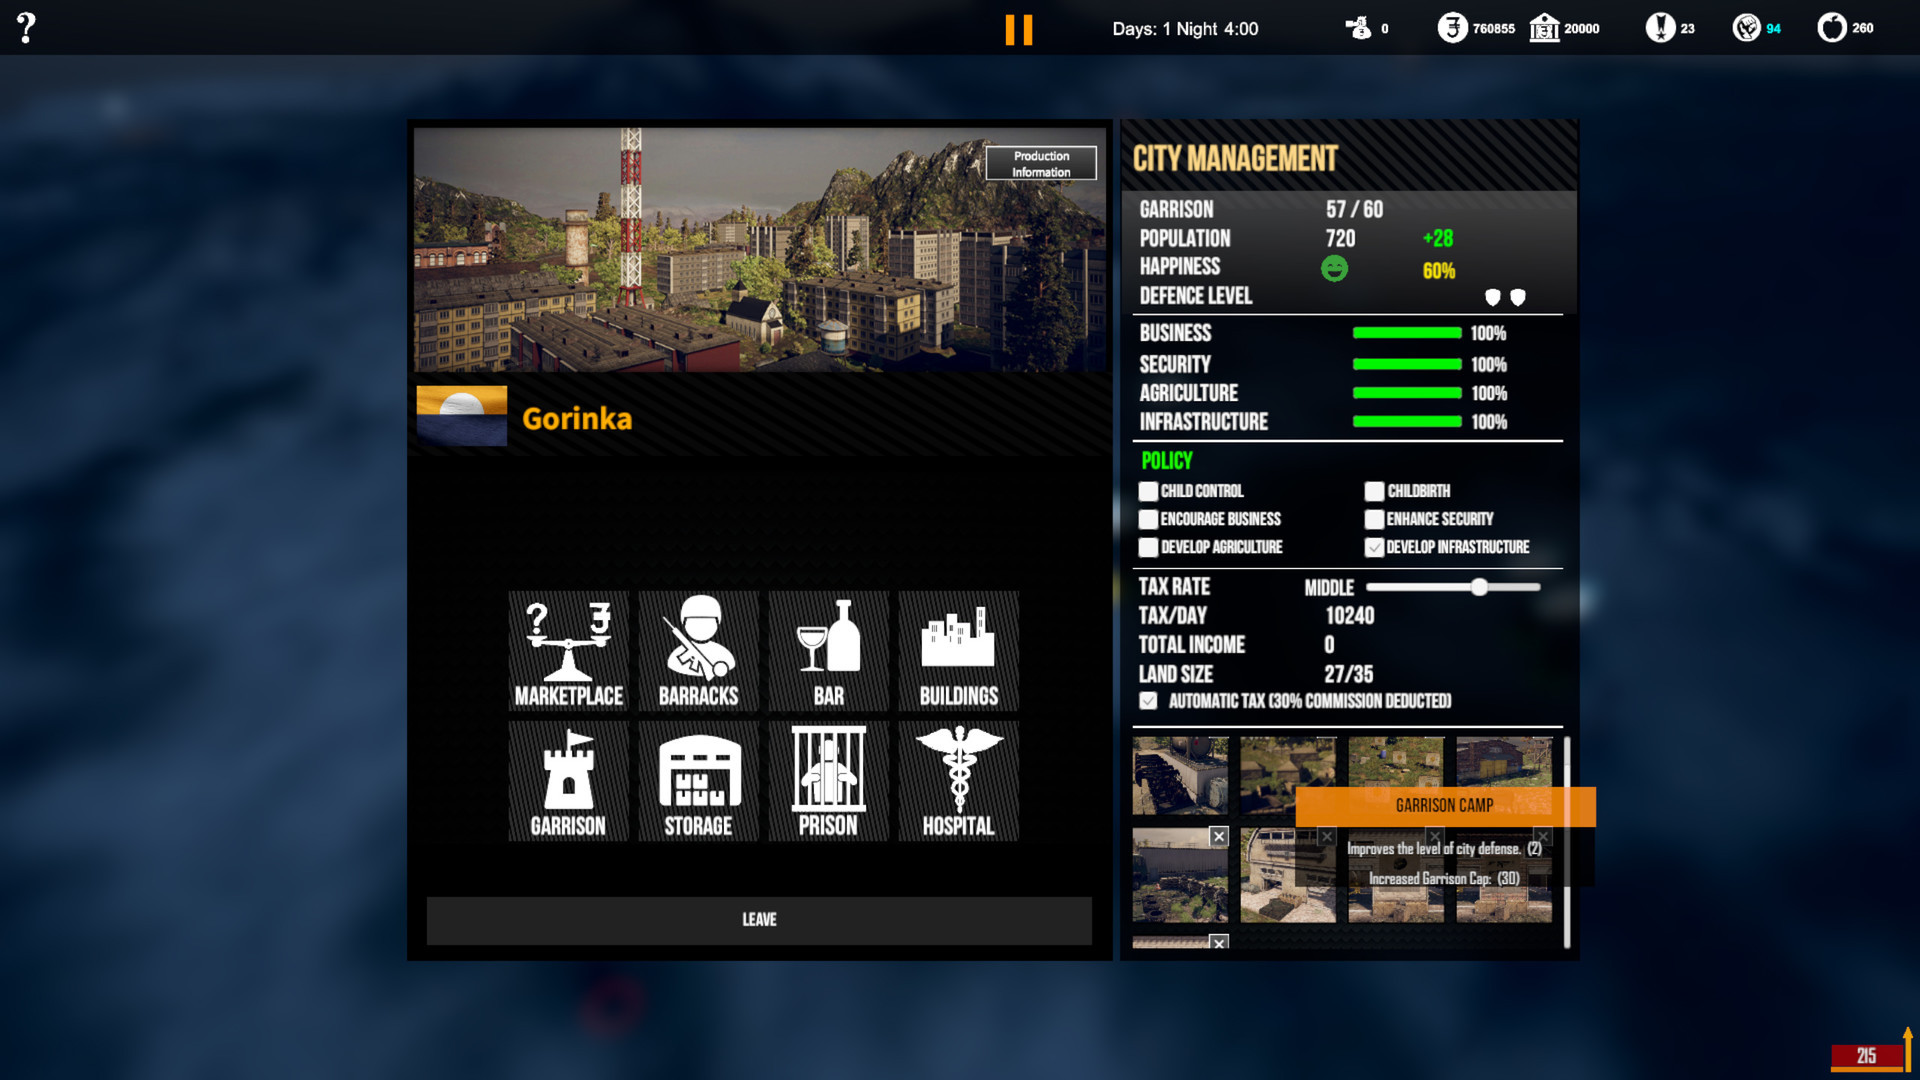 ?
Days: 1 Night 4:00
0
760855
20000
23
94
260
Production
Information
Gorinka
MARKETPLACE
BARRACKS
BAR
BUILDINGS
GARRISON
STORAGE
PRISON
HOSPITAL
LEAVE
CITY MANAGEMENT
GARRISON 57 / 60
POPULATION 720 +28
HAPPINESS 60%
DEFENCE LEVEL
BUSINESS 100%
SECURITY 100%
AGRICULTURE 100%
INFRASTRUCTURE 100%
POLICY
CHILD CONTROL CHILDBIRTH
ENCOURAGE BUSINESS ENHANCE SECURITY
DEVELOP AGRICULTURE DEVELOP INFRASTRUCTURE
TAX RATE MIDDLE
TAX/DAY 10240
TOTAL INCOME 0
LAND SIZE 27/35
AUTOMATIC TAX (30% COMMISSION DEDUCTED)
GARRISON CAMP
Improves the level of city defense. (2)
Increased Garrison Cap: (30)
215